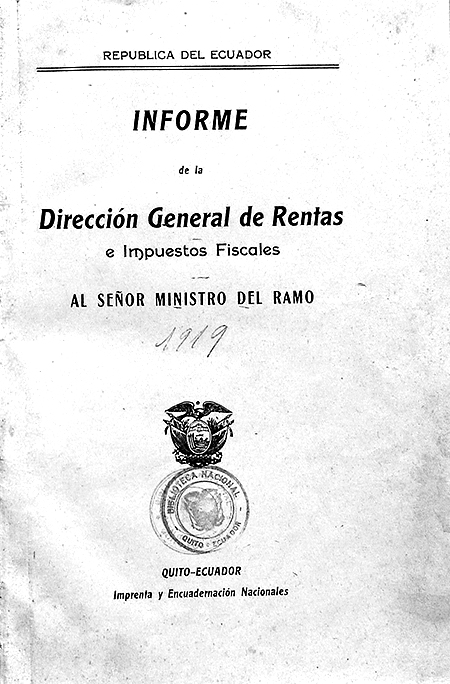 REPUBLICA DEL ECUADOR
INFORME
de la
Dirección General de Rentas
e Impuestos Fiscales
AL SEÑOR MINISTRO DEL RAMO
1919
BIBLIOTECA NACIONAL
QUITO - ECUADOR
QUITO-ECUADOR
Imprenta y Encuadernación Nacionales